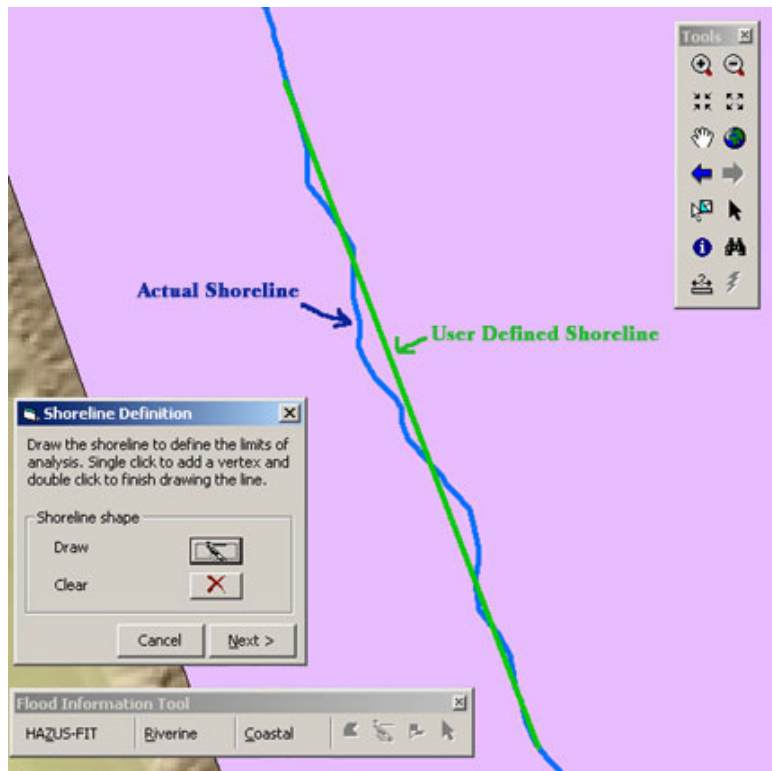 Tools
Actual Shoreline
User Defined Shoreline
Shoreline Definition
Draw the shoreline to define the limits of
analysis. Single click to add a vertex and
double click to finish drawing the line.
Shoreline shape
Draw
Clear
Cancel
Next >
Flood Information Tool
HAZUS-FIT
Riverine
Coastal